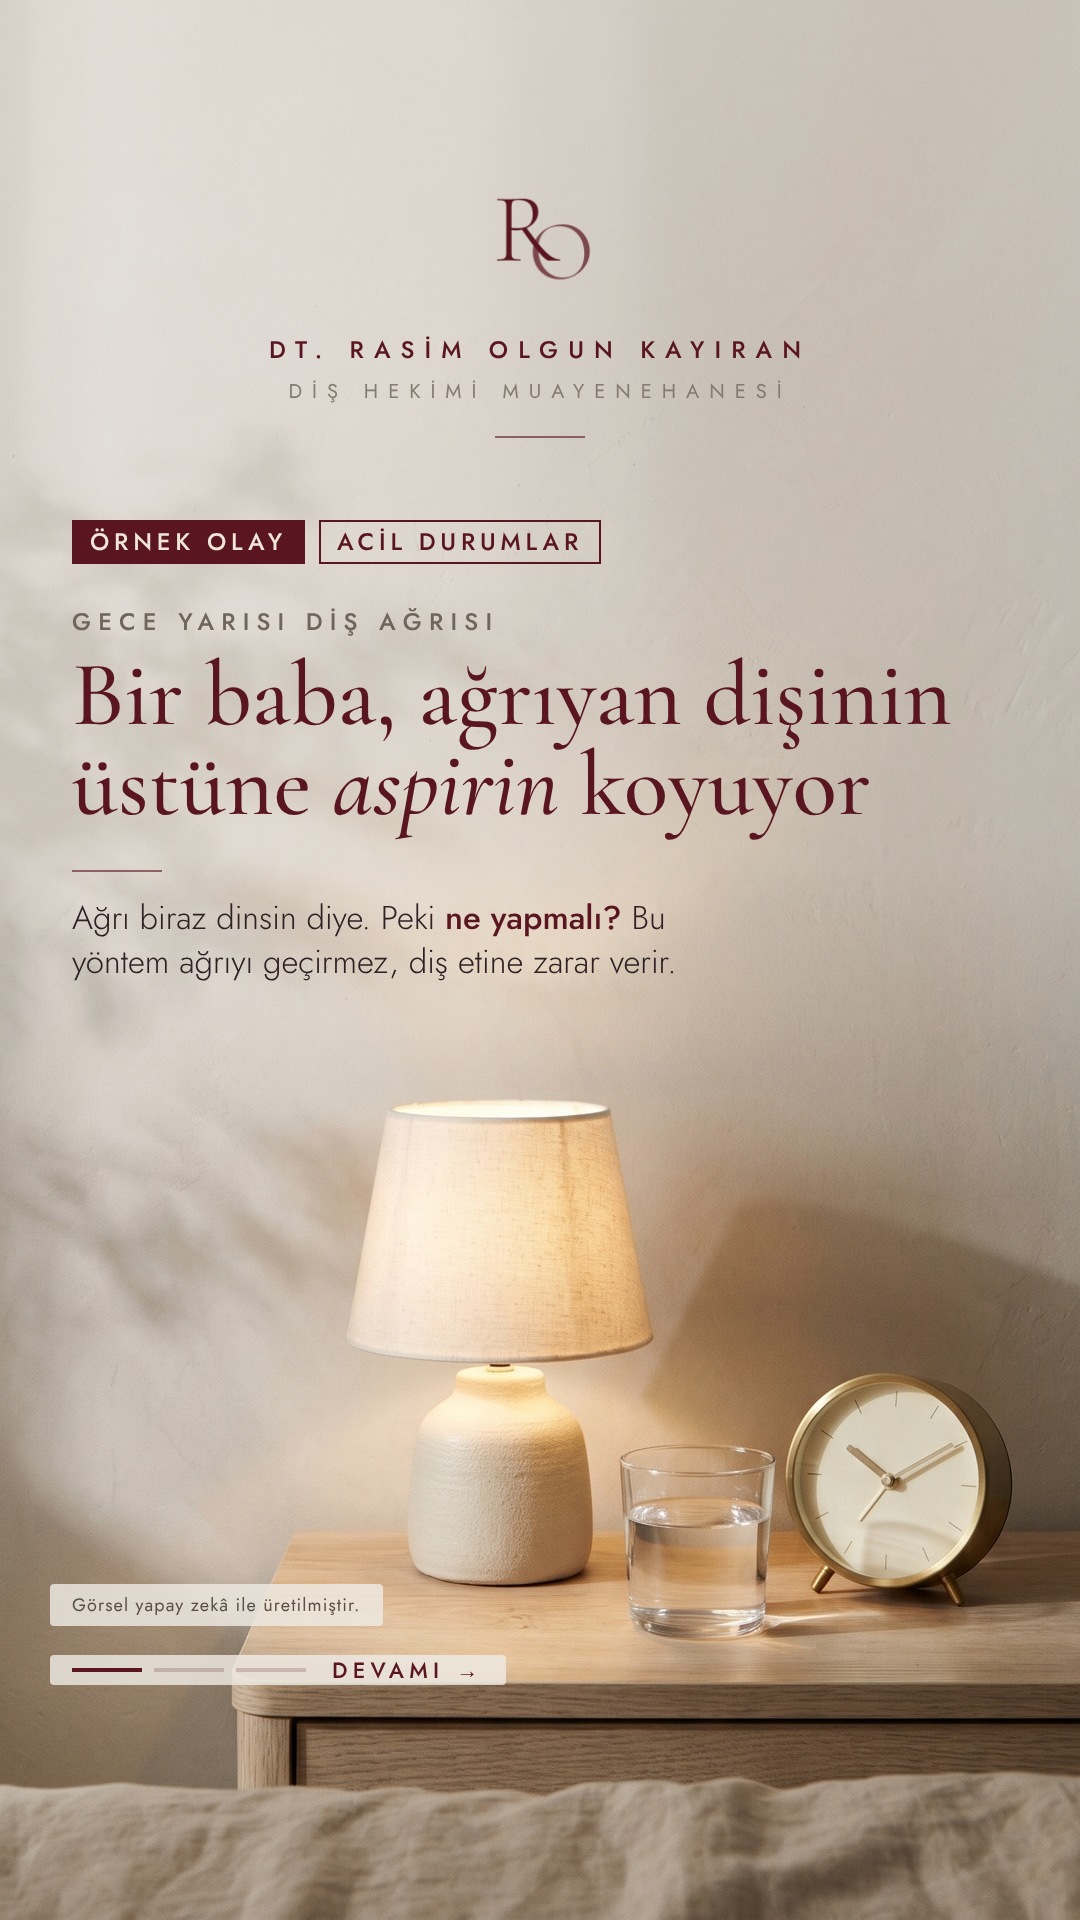 RO
DT. RASİM OLGUN KAYIRAN
DİŞ HEKİMİ MUAYENEHANESİ
ÖRNEK OLAY ACİL DURUMLAR
GECE YARISI DİŞ AĞRISI
Bir baba, ağrıyan dişinin
üstüne aspirin koyuyor
Ağrı biraz dinsin diye. Peki ne yapmalı? Bu
yöntem ağrıyı geçirmez, diş etine zarar verir.
Görsel yapay zekâ ile üretilmiştir.
DEVAMI →